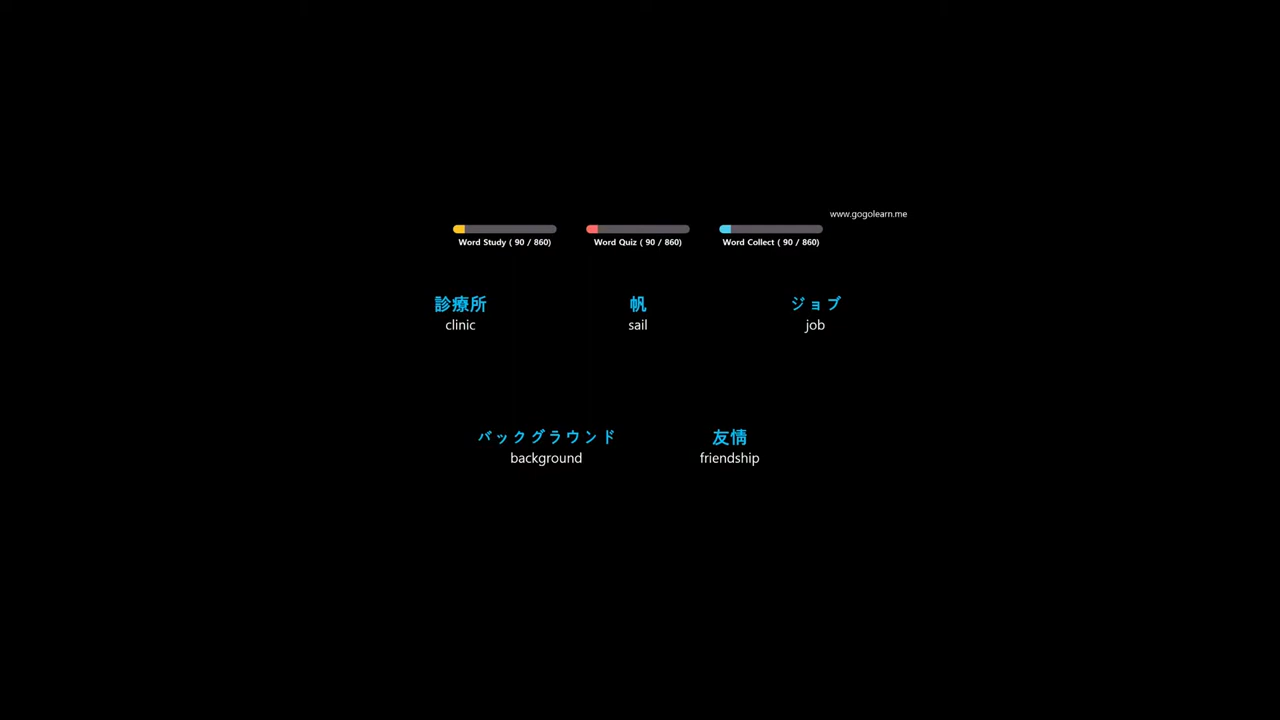 www.gogolearn.me
Word Study ( 90 / 860)
Word Quiz ( 90 / 860)
Word Collect ( 90 / 860)
診療所
clinic
帆
sail
ジョブ
job
バックグラウンド
background
友情
friendship